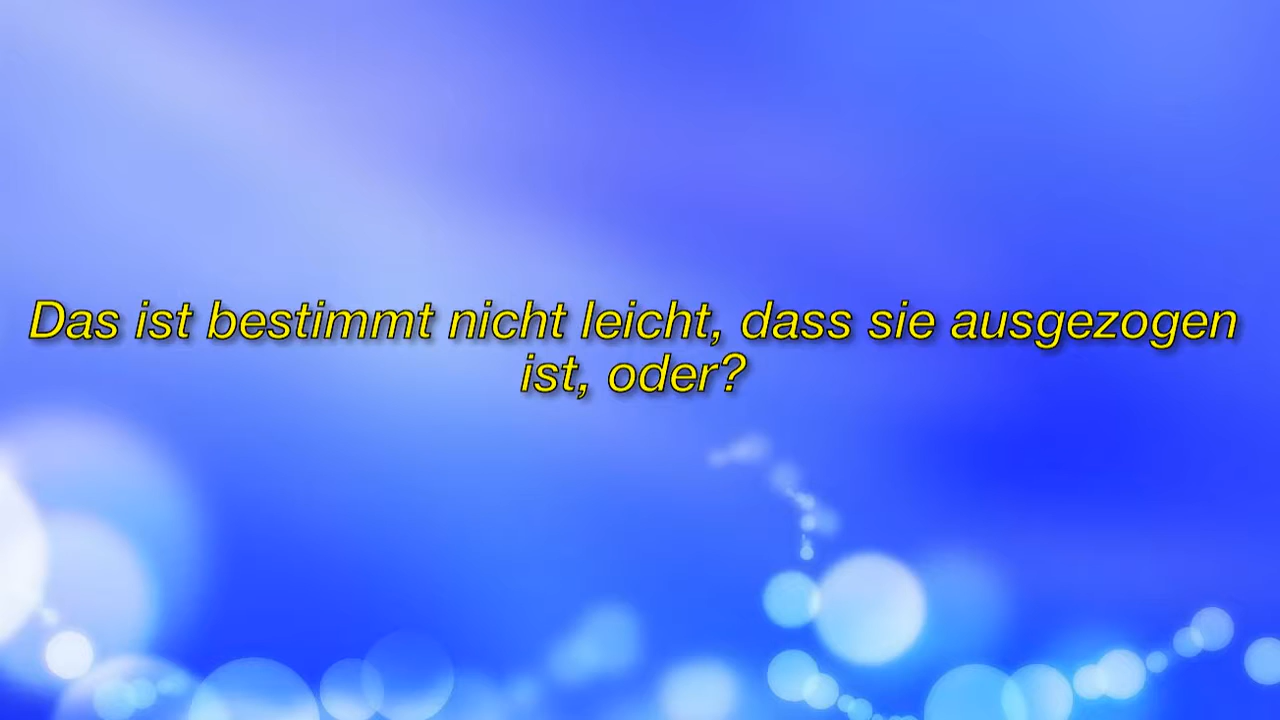 Das ist bestimmt nicht leicht, dass sie ausgezogen
ist, oder?